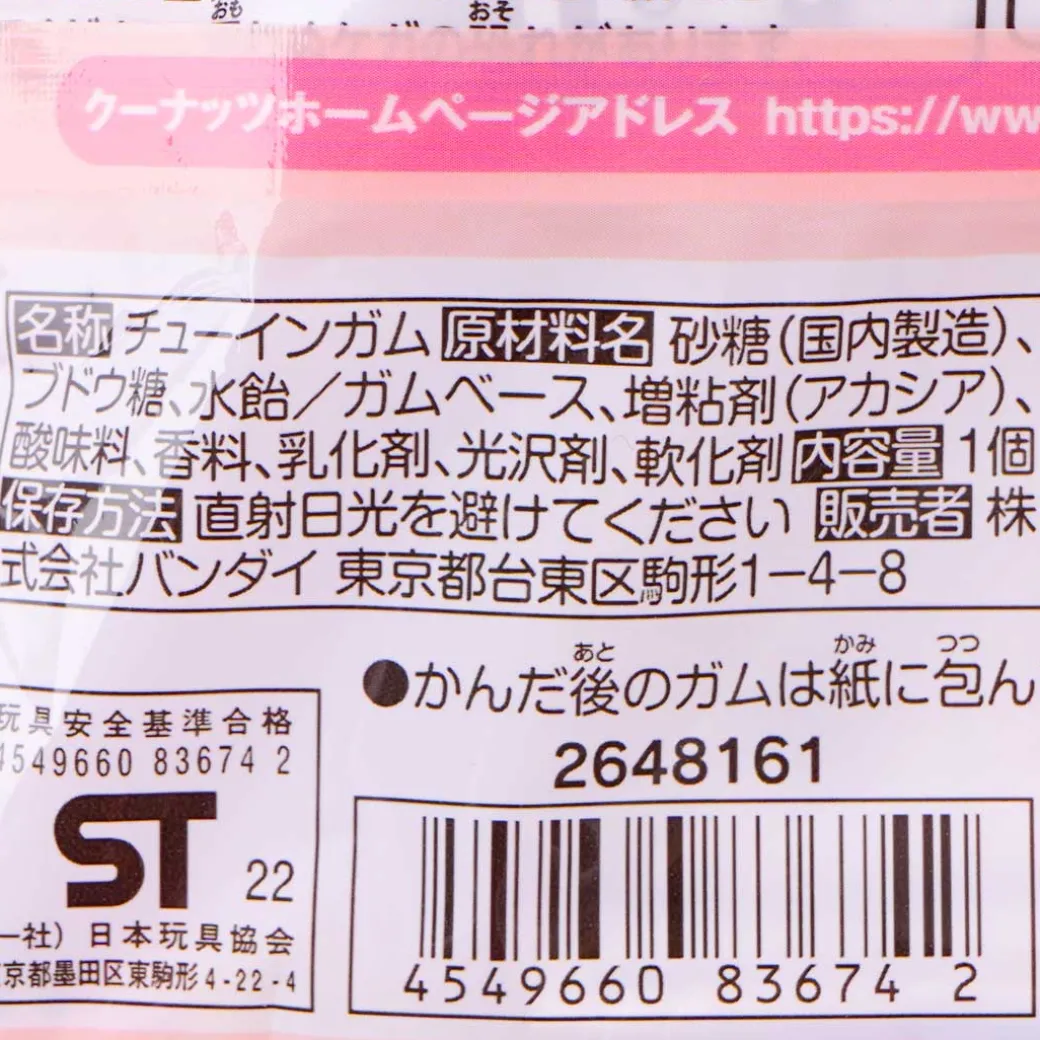 おも おそ
クーナッツホームページアドレス https://ww
名称 チューインガム 原材料名 砂糖(国内製造)、
ブドウ糖、水飴／ガムベース、増粘剤(アカシア)、
酸味料、香料、乳化剤、光沢剤、軟化剤 内容量 1個
保存方法 直射日光を避けてください 販売者 株
式会社バンダイ 東京都台東区駒形1-4-8
あと かみ つつ
●かんだ後のガムは紙に包ん
2648161
玩具安全基準合格
4549660 83674 2
ST 22
一社) 日本玩具協会
京都墨田区東駒形4-22-4
4549660 83674 2